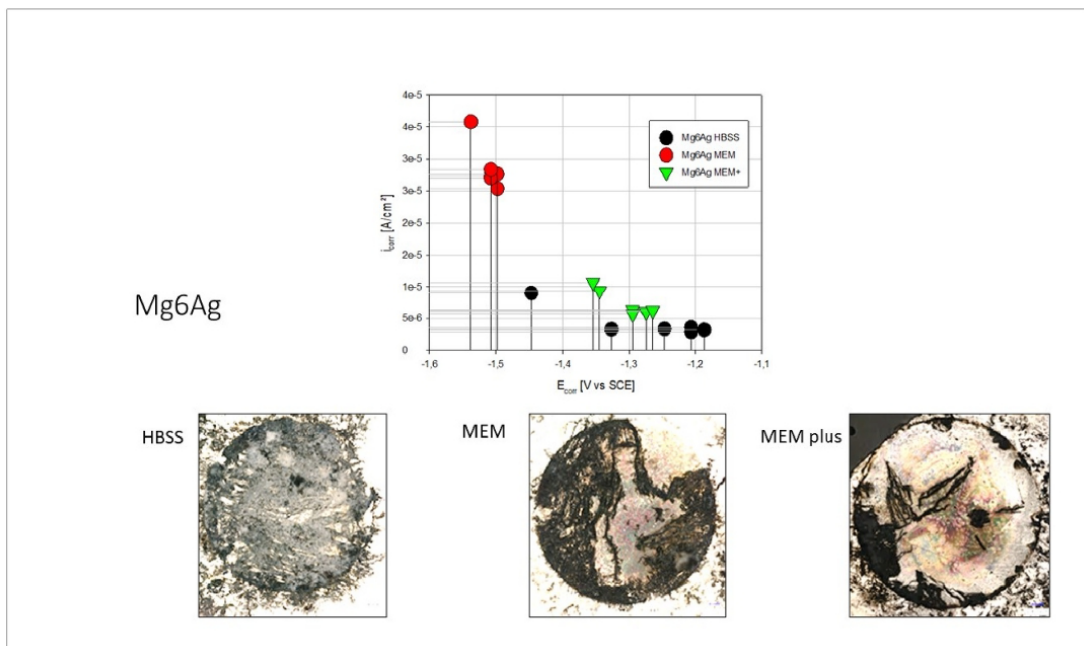 4e-5
4e-5
3e-5
3e-5
2e-5
2e-5
1e-5
5e-6
0
i_corr [A/cm²]
-1,6 -1,5 -1,4 -1,3 -1,2 -1,1
E_corr [V vs SCE]
Mg6Ag HBSS
Mg6Ag MEM
Mg6Ag MEM+
Mg6Ag
HBSS
MEM
MEM plus